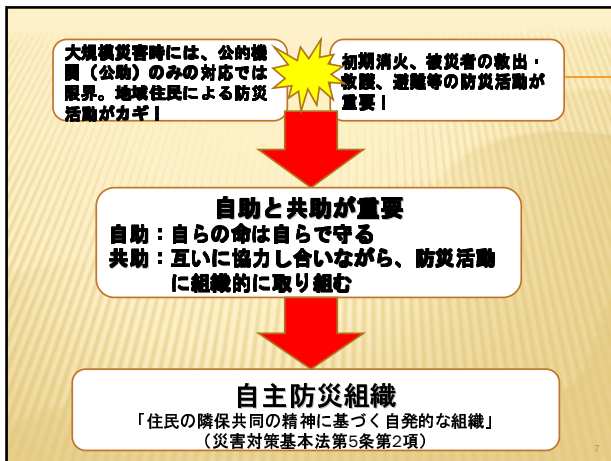 大規模災害時には、公的機
関（公助）のみの対応では
限界。地域住民による防災
活動がカギ！
初期消火、被災者の救出・
救護、避難等の防災活動が
重要！
自助と共助が重要
自助：自らの命は自らで守る
共助：互いに協力し合いながら、防災活動
に組織的に取り組む
自主防災組織
「住民の隣保共同の精神に基づく自発的な組織」
（災害対策基本法第5条第2項）
7